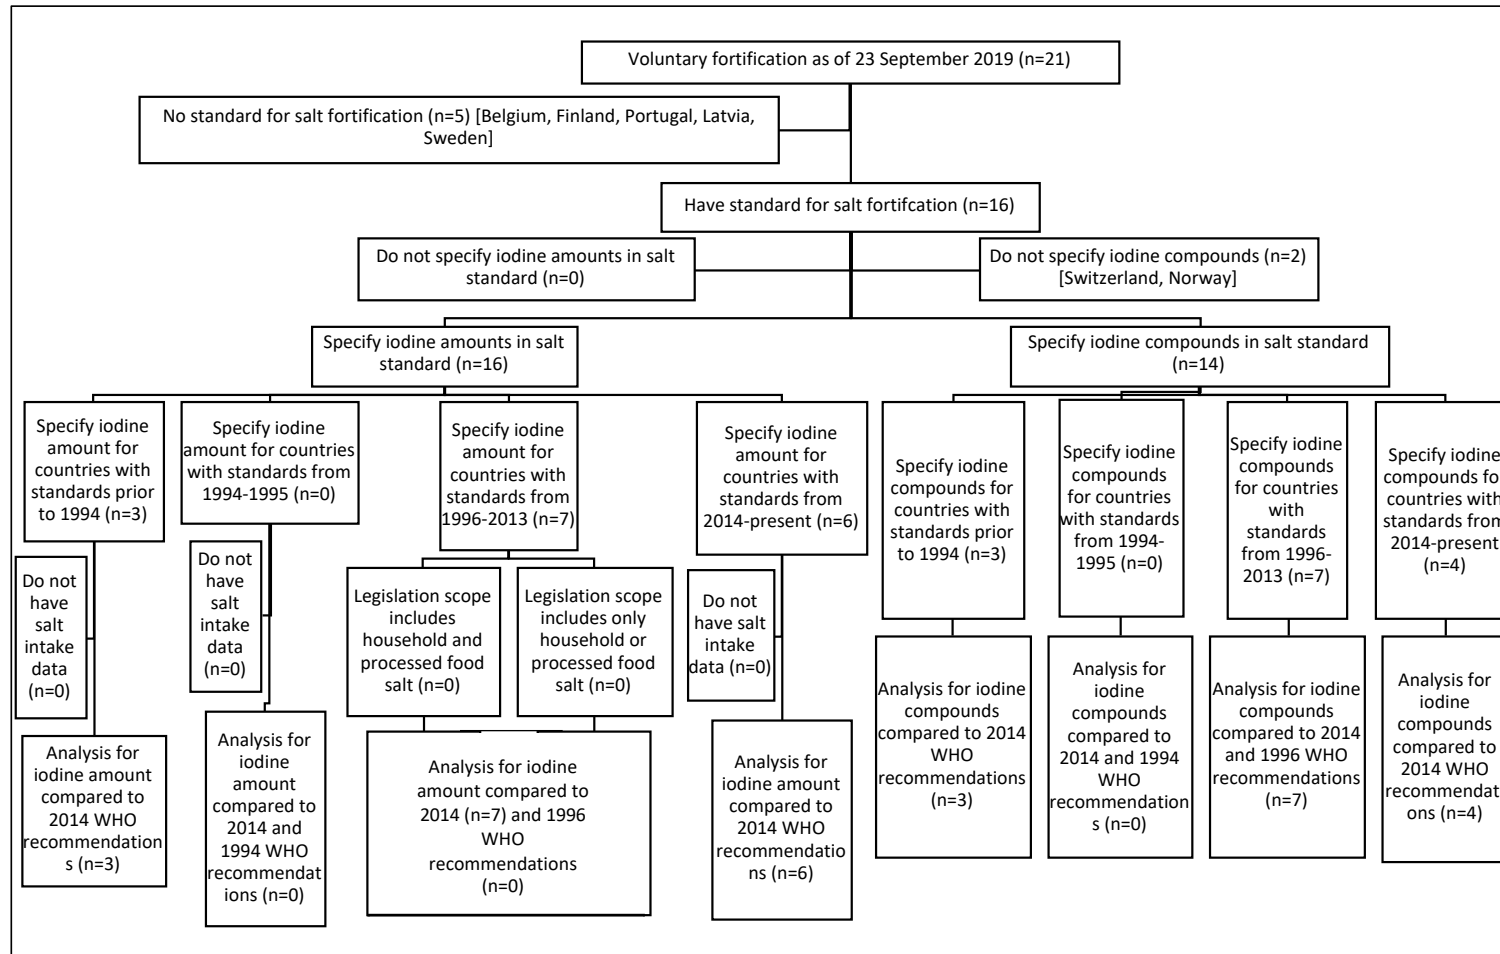 Voluntary fortification as of 23 September 2019 (n=21)
No standard for salt fortification (n=5) [Belgium, Finland, Portugal, Latvia,
Sweden]
Have standard for salt fortifcation (n=16)
Do not specify iodine amounts in salt
standard (n=0)
Do not specify iodine compounds (n=2)
[Switzerland, Norway]
Specify iodine amounts in salt
standard (n=16)
Specify iodine compounds in salt standard
(n=14)
Specify iodine
amount for
countries with
standards prior
to 1994 (n=3)
Specify iodine
amount for countries
with standards from
1994-1995 (n=0)
Specify iodine
amount for
countries with
standards from
1996-2013 (n=7)
Specify iodine
amount for
countries with
standards from
2014-present (n=6)
Specify iodine
compounds for
countries with
standards prior
to 1994 (n=3)
Specify iodine
compounds
for countries
with standards
from 1994-
1995 (n=0)
Specify iodine
compounds
for countries
with
standards
from 1996-
2013 (n=7)
Specify iodine
compounds for
countries with
standards from
2014-present
(n=4)
Do not
have
salt
intake
data
(n=0)
Do not
have
salt
intake
data
(n=0)
Legislation scope
includes
household and
processed food
salt (n=0)
Legislation scope
includes only
household or
processed food
salt (n=0)
Do not
have salt
intake
data (n=0)
Analysis for
iodine amount
compared to
2014 WHO
recommendation
s (n=3)
Analysis for
iodine
amount
compared to
2014 and
1994 WHO
recommendat
ions (n=0)
Analysis for iodine
amount compared to
2014 (n=7) and 1996
WHO
recommendations
(n=0)
Analysis for
iodine amount
compared to
2014 WHO
recommendatio
ns (n=6)
Analysis for iodine
compounds
compared to 2014
WHO
recommendations
(n=3)
Analysis for
iodine
compounds
compared to
2014 and 1994
WHO
recommendation
s (n=0)
Analysis for iodine
compounds
compared to 2014
and 1996 WHO
recommendations
(n=7)
Analysis for
iodine
compounds
compared to
2014 WHO
recommendat
ions (n=4)